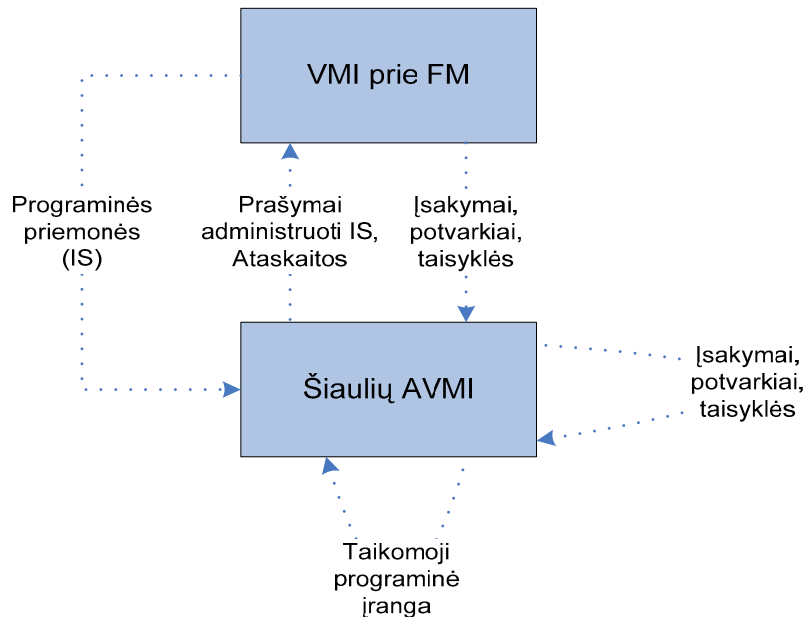 VMI prie FM
Programinės
priemonės
(IS)
Prašymai
administruoti IS,
Ataskaitos
Įsakymai,
potvarkiai,
taisyklės
Šiaulių AVMI
Įsakymai,
potvarkiai,
taisyklės
Taikomoji
programinė
įranga